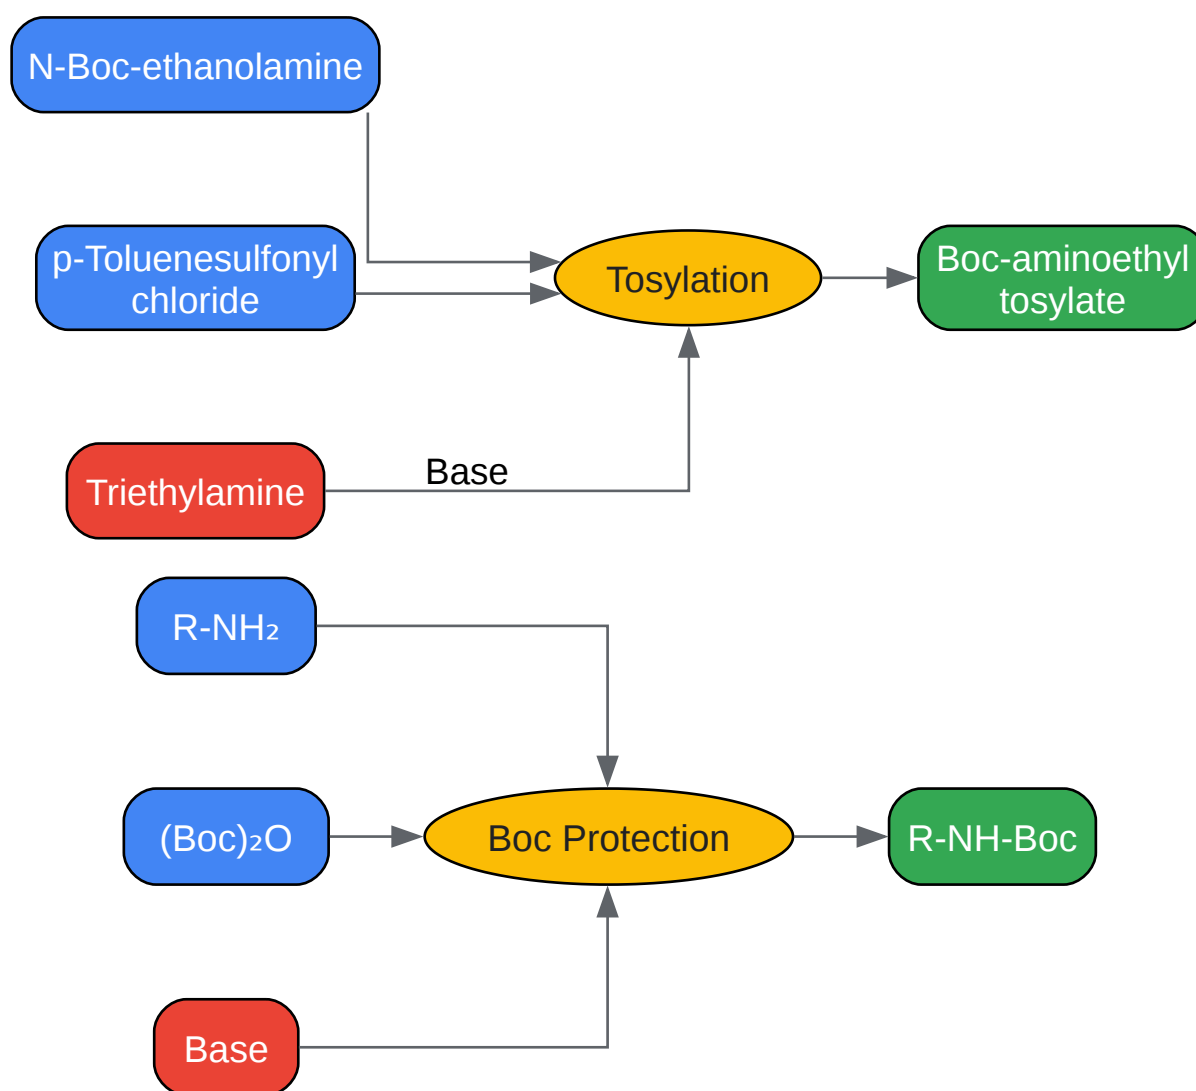 N-Boc-ethanolamine
p-Toluenesulfonyl
chloride
Tosylation
Boc-aminoethyl
tosylate
Base
Triethylamine
R-NH₂
(Boc)₂O
Boc Protection
R-NH-Boc
Base